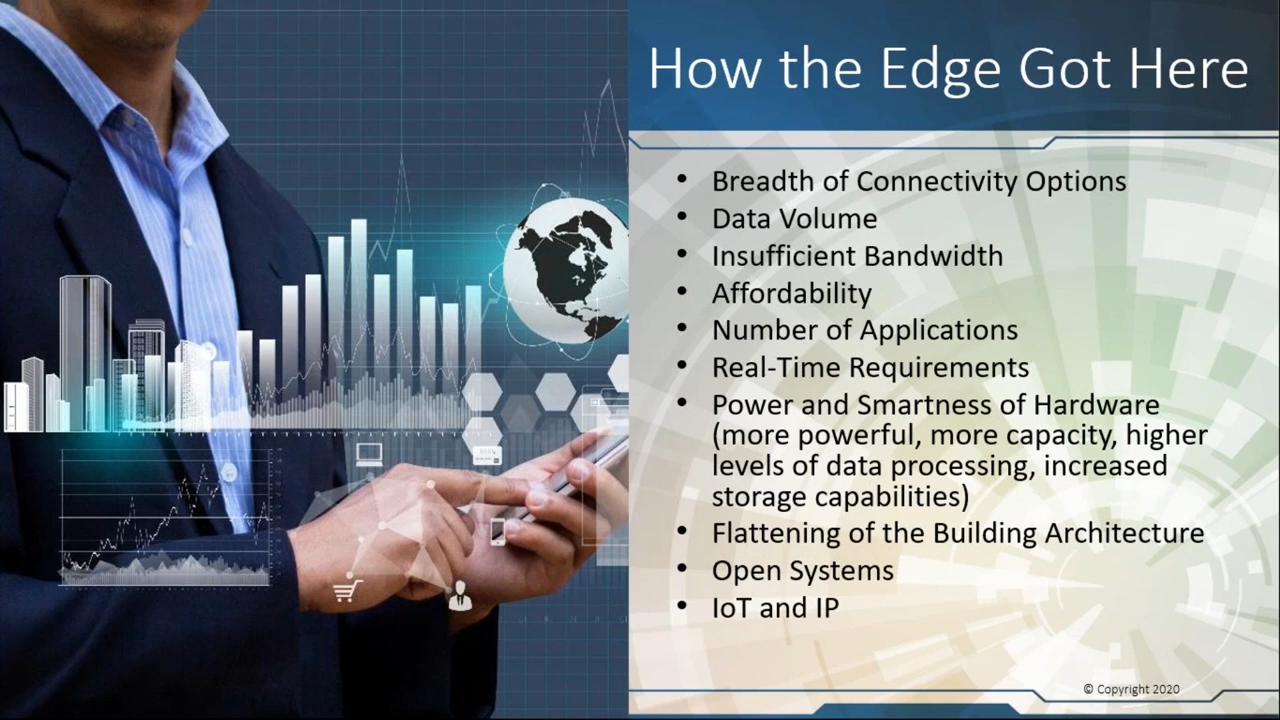 How the Edge Got Here
• Breadth of Connectivity Options
• Data Volume
• Insufficient Bandwidth
• Affordability
• Number of Applications
• Real-Time Requirements
• Power and Smartness of Hardware
(more powerful, more capacity, higher
levels of data processing, increased
storage capabilities)
• Flattening of the Building Architecture
• Open Systems
• IoT and IP
© Copyright 2020